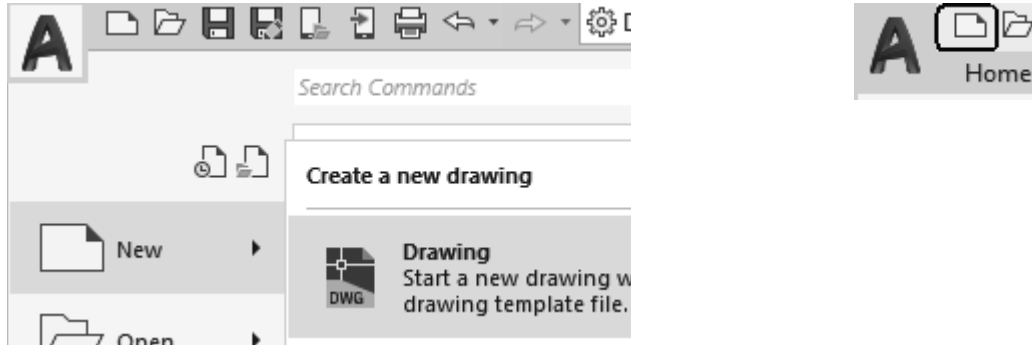 Search Commands
Home
Create a new drawing
New
Drawing
Start a new drawing w
drawing template file.
DWG
Open